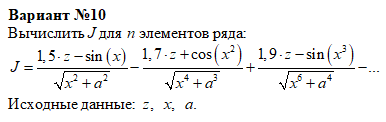 Вариант №10
Вычислить J для n элементов ряда:
J = (1,5·z−sin(x))/√(x²+a²) − (1,7·z+cos(x²))/√(x⁴+a³) + (1,9·z−sin(x³))/√(x⁶+a⁴) −...
Исходные данные: z, x, a.